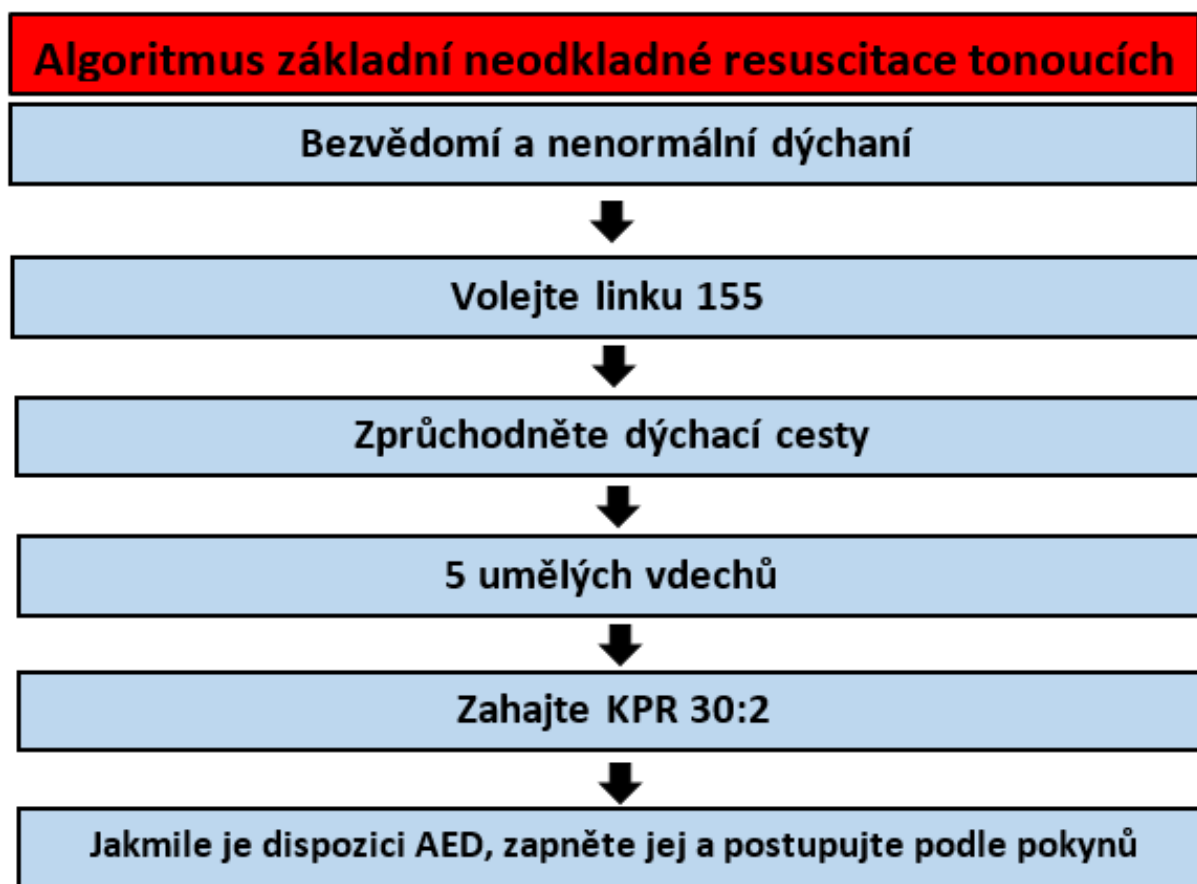 Algoritmus základní neodkladné resuscitace tonoucích
Bezvědomí a nenormální dýchaní
Volejte linku 155
Zprůchodněte dýchací cesty
5 umělých vdechů
Zahajte KPR 30:2
Jakmile je dispozici AED, zapněte jej a postupujte podle pokynů